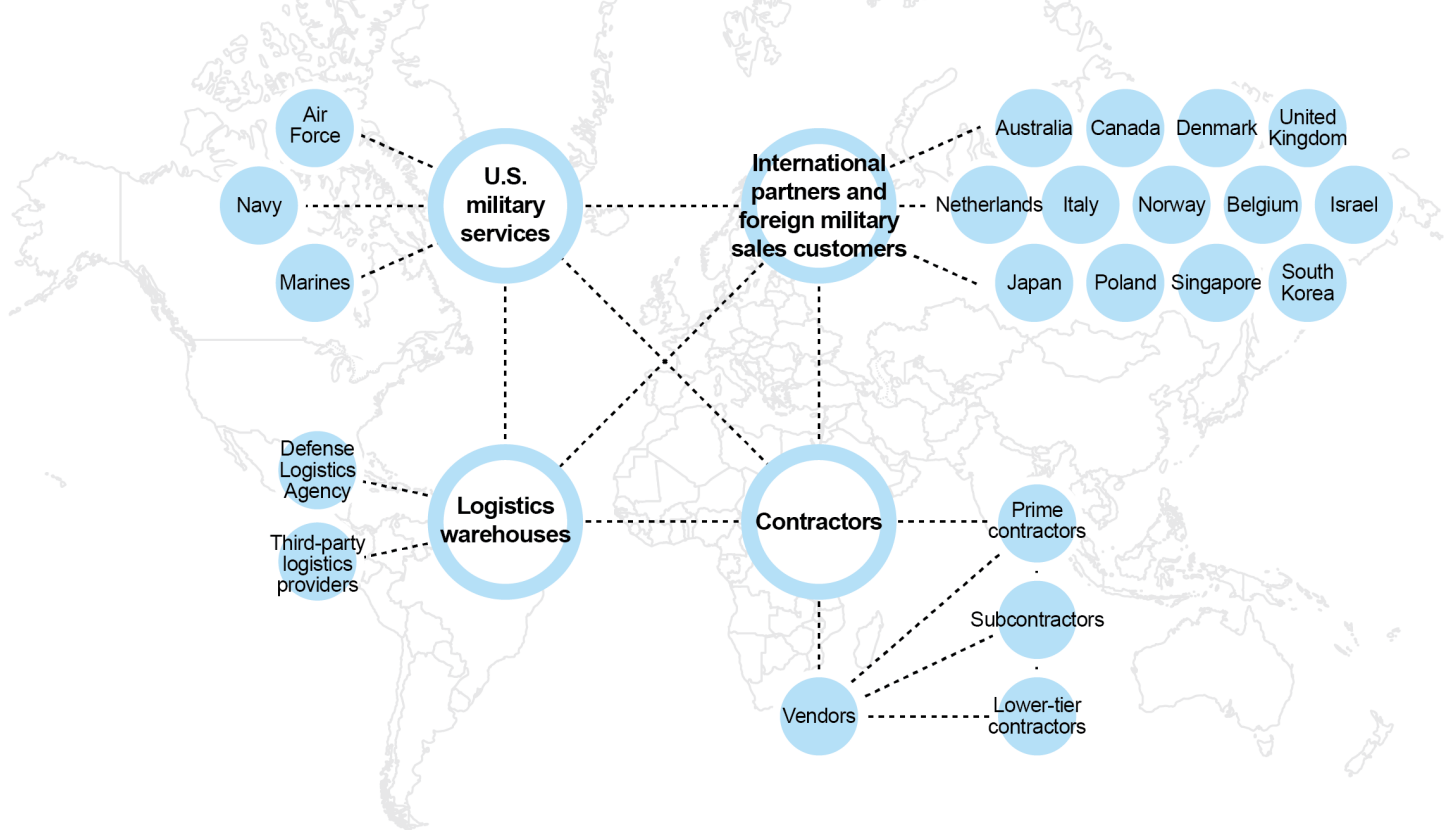 Air
Force
Navy
Marines
U.S.
military
services
International
partners and
foreign military
sales customers
Australia
Canada
Denmark
United
Kingdom
Netherlands
Italy
Norway
Belgium
Israel
Japan
Poland
Singapore
South
Korea
Defense
Logistics
Agency
Third-party
logistics
providers
Logistics
warehouses
Contractors
Prime
contractors
Subcontractors
Vendors
Lower-tier
contractors